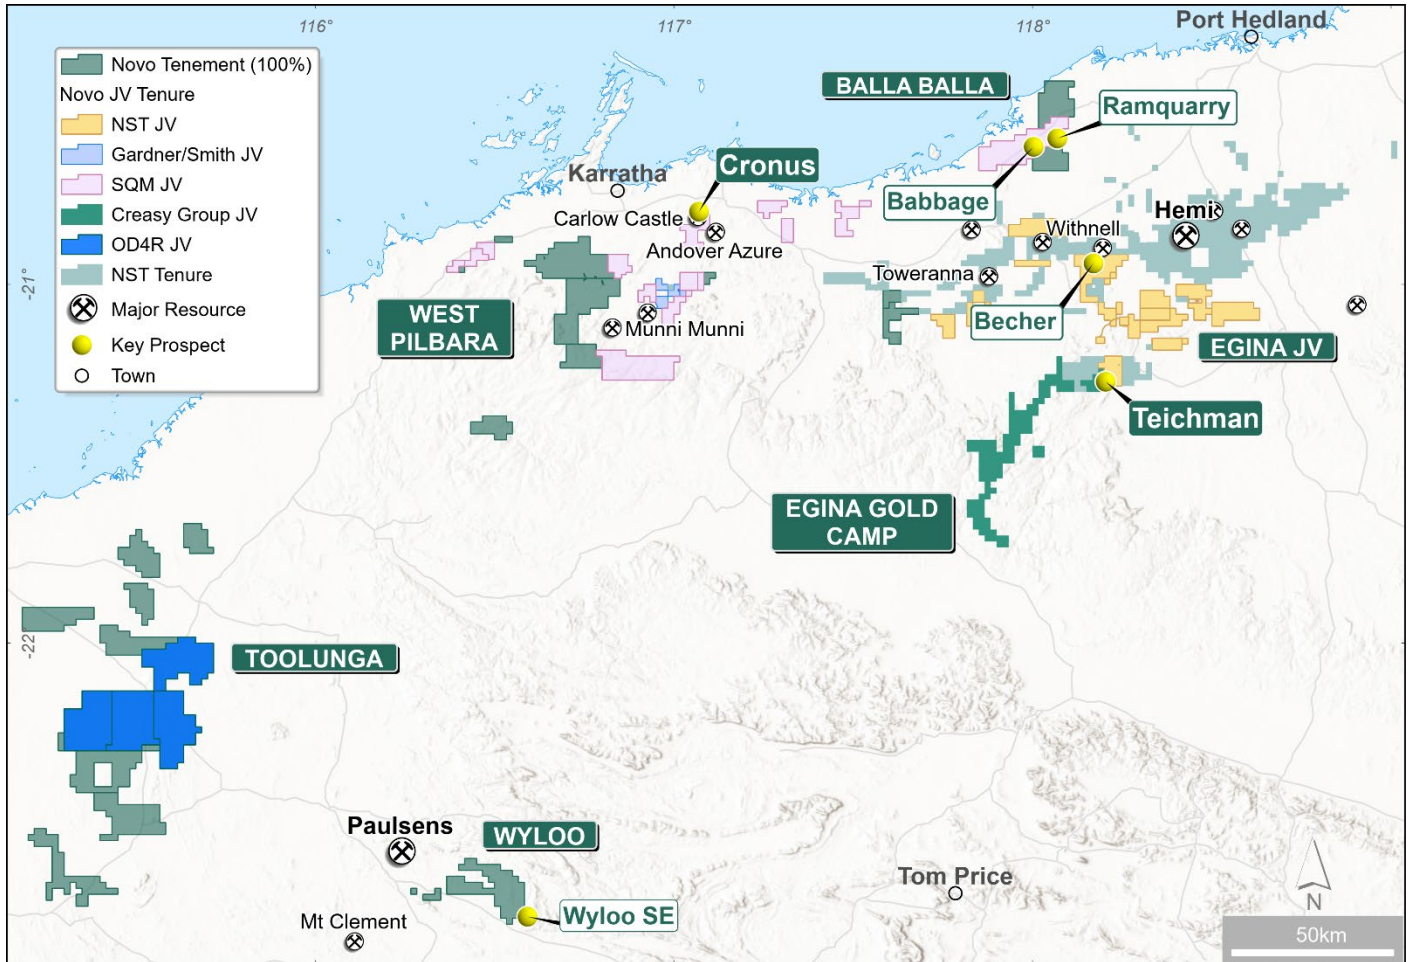 116°
117°
118°
Port Hedland
Novo Tenement (100%)
Novo JV Tenure
NST JV
Gardner/Smith JV
SQM JV
Creasy Group JV
OD4R JV
NST Tenure
Major Resource
Key Prospect
Town
BALLA BALLA
Ramquarry
Karratha
Cronus
Babbage
Carlow Castle
Andover Azure
Hemi
Withnell
-21°
Toweranna
WEST
PILBARA
Munni Munni
Becher
EGINA JV
Teichman
EGINA GOLD
CAMP
-22°
TOOLUNGA
Paulsens
WYLOO
Tom Price
Wyloo SE
Mt Clement
N
50km